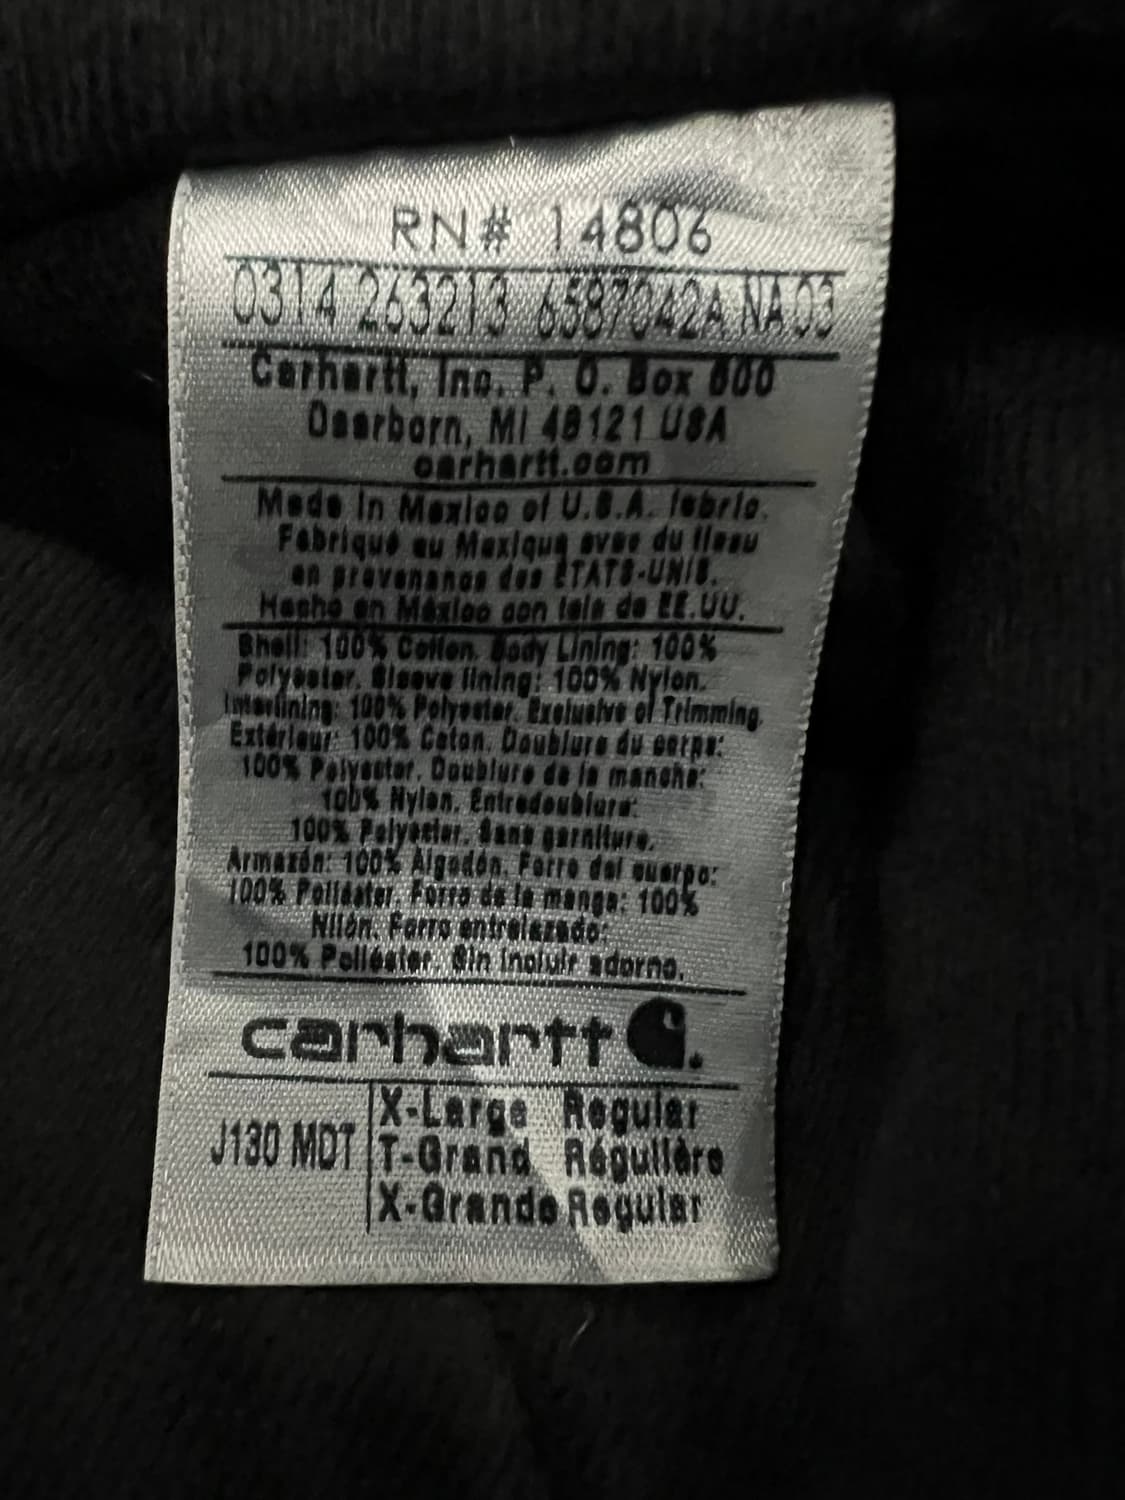 RN# 14806
0314 263213 6587042A NA 03
Carhartt, Inc. P. O. Box 600
Dearborn, MI 48121 USA
carhartt.com
Made in Mexico of U.S.A. fabric.
Fabriqué au Mexique avec du tissu
en provenance des ÉTATS-UNIS.
Hecho en México con tela de EE.UU.
Shell: 100% Cotton. Body Lining: 100%
Polyester. Sleeve lining: 100% Nylon.
Interlining: 100% Polyester. Exclusive of Trimming.
Extérieur: 100% Coton. Doublure du corps:
100% Polyester. Doublure de la manche:
100% Nylon. Entredoublure:
100% Polyester. Sans garniture.
Armazón: 100% Algodón. Forro del cuerpo:
100% Poliéster. Forro de la manga: 100%
Nilón. Forro entrelazado:
100% Poliéster. Sin incluir adorno.
carhartt
J130 MDT
X-Large Regular
T-Grand Régulière
X-Grande Regular